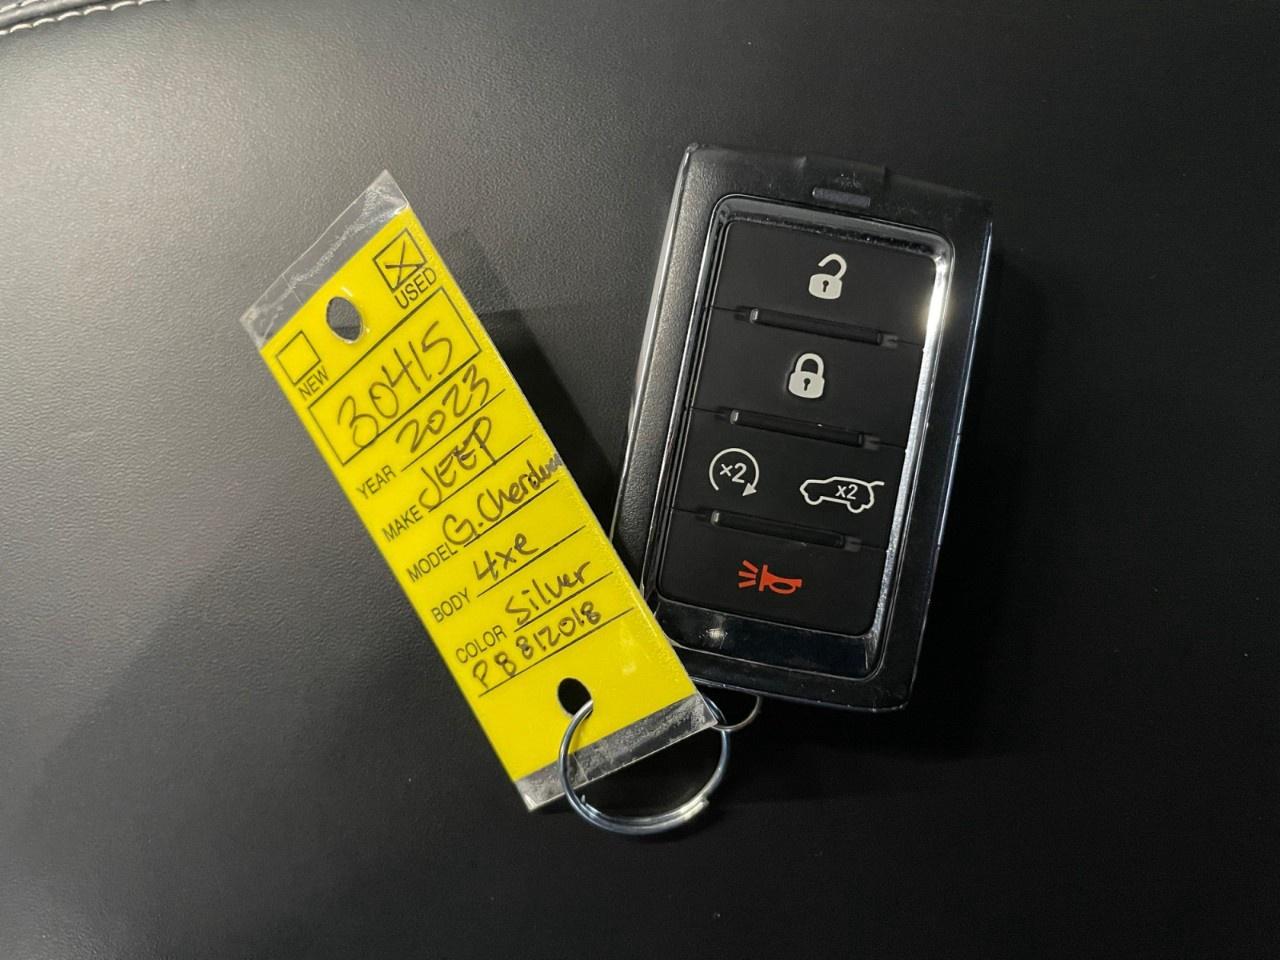 USED
NEW
30415
YEAR 2023
MAKE JEEP
MODEL G. Cherokee
BODY 4xe
COLOR Silver
P8812018
x2
x2